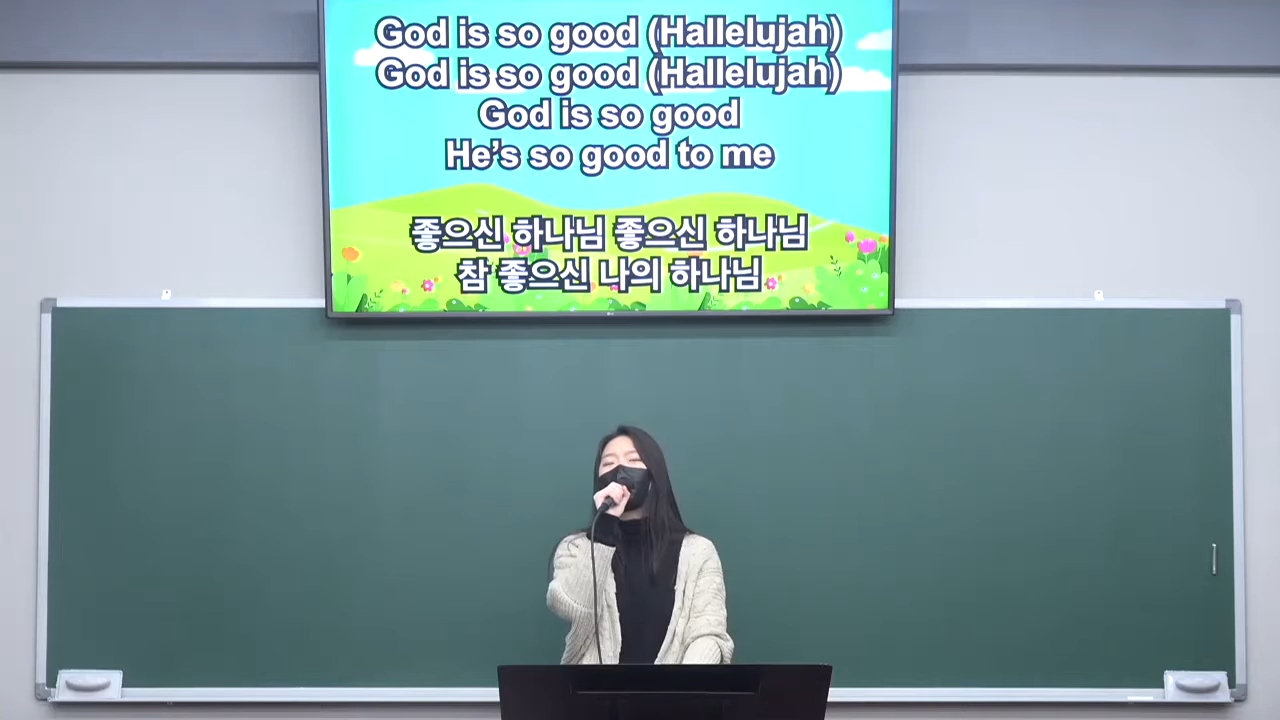 God is so good (Hallelujah)
God is so good (Hallelujah)
God is so good
He's so good to me
좋으신 하나님 좋으신 하나님
참 좋으신 나의 하나님
LG